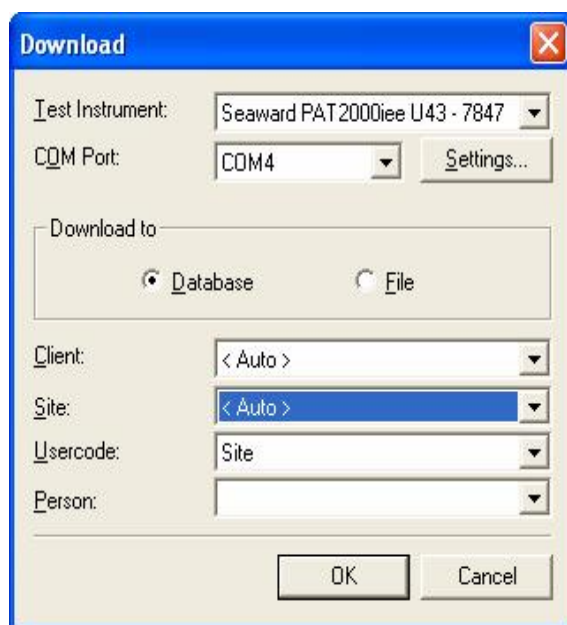 Download
Test Instrument: Seaward PAT2000iee U43 - 7847
COM Port: COM4 Settings...
Download to
Database File
Client: < Auto >
Site: < Auto >
Usercode: Site
Person:
OK Cancel